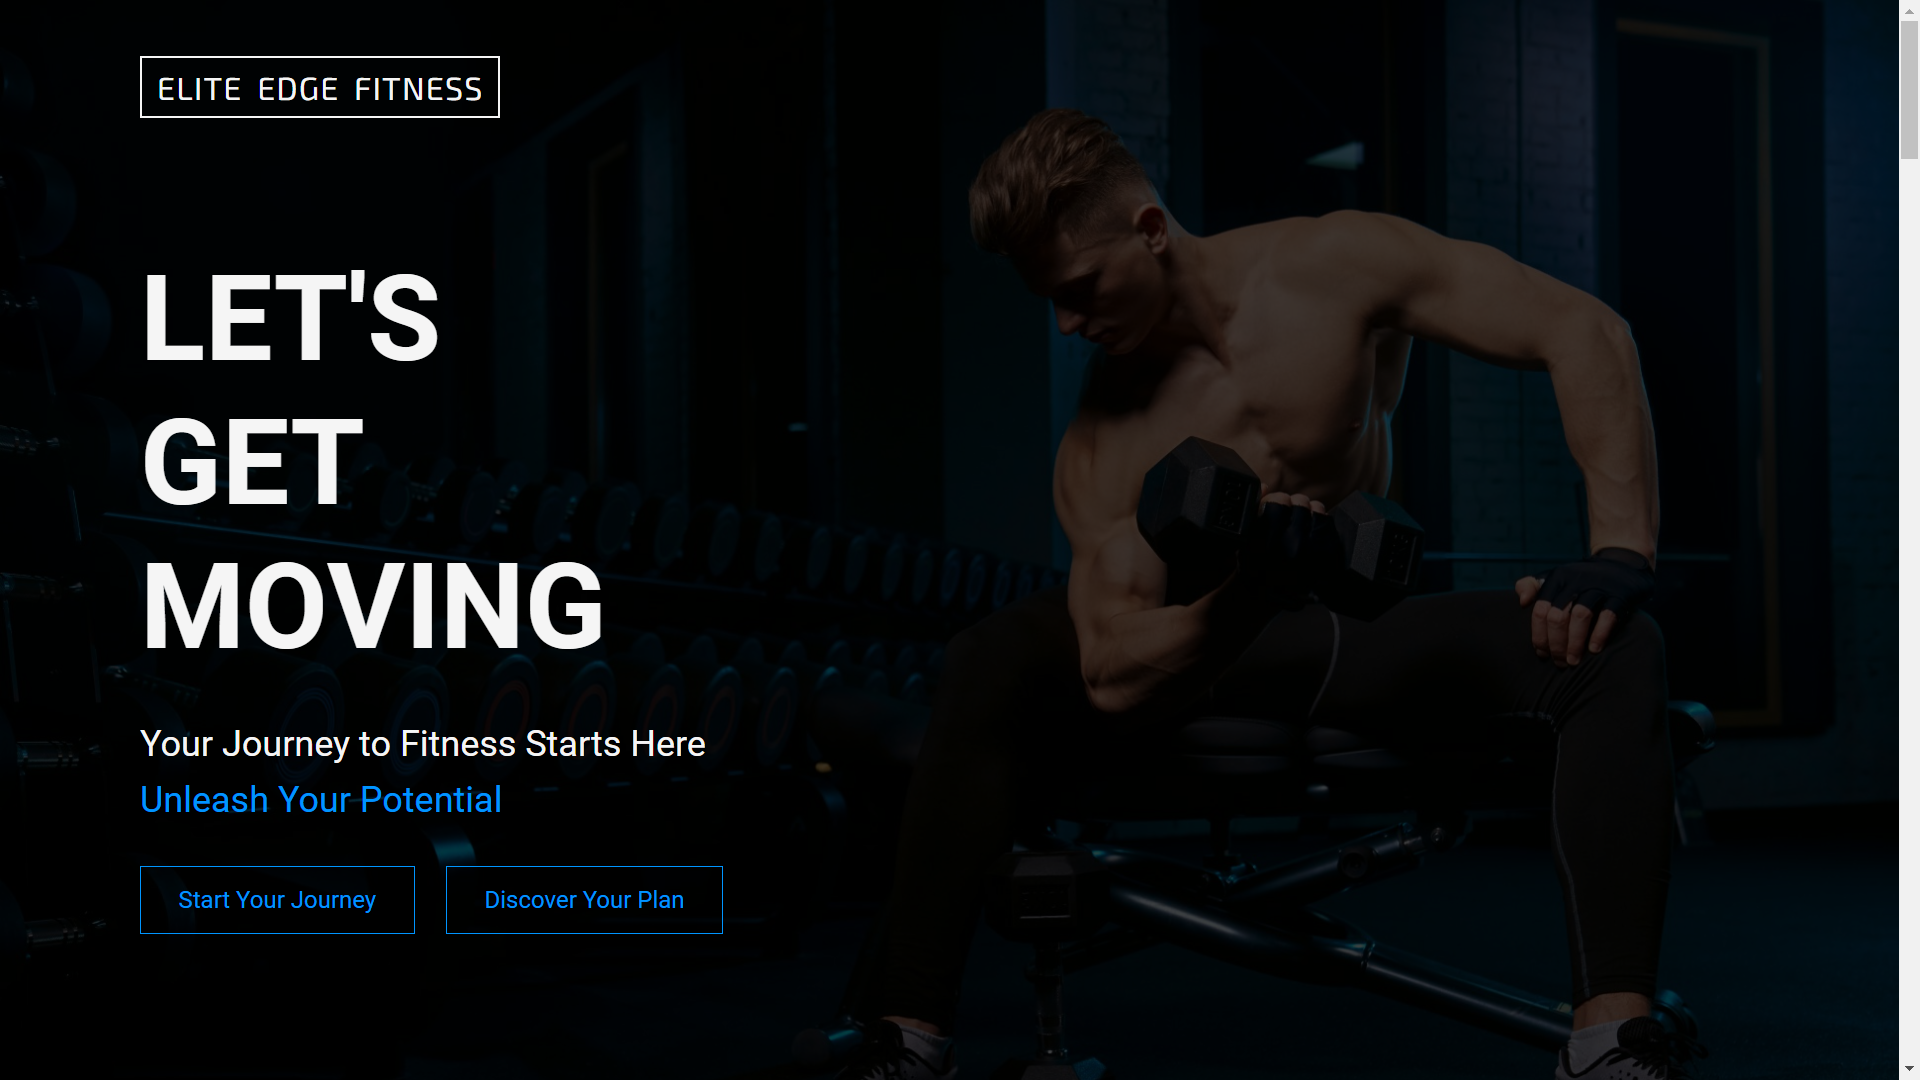 ELITE EDGE FITNESS
LET'S
GET
MOVING
Your Journey to Fitness Starts Here
Unleash Your Potential
Start Your Journey
Discover Your Plan